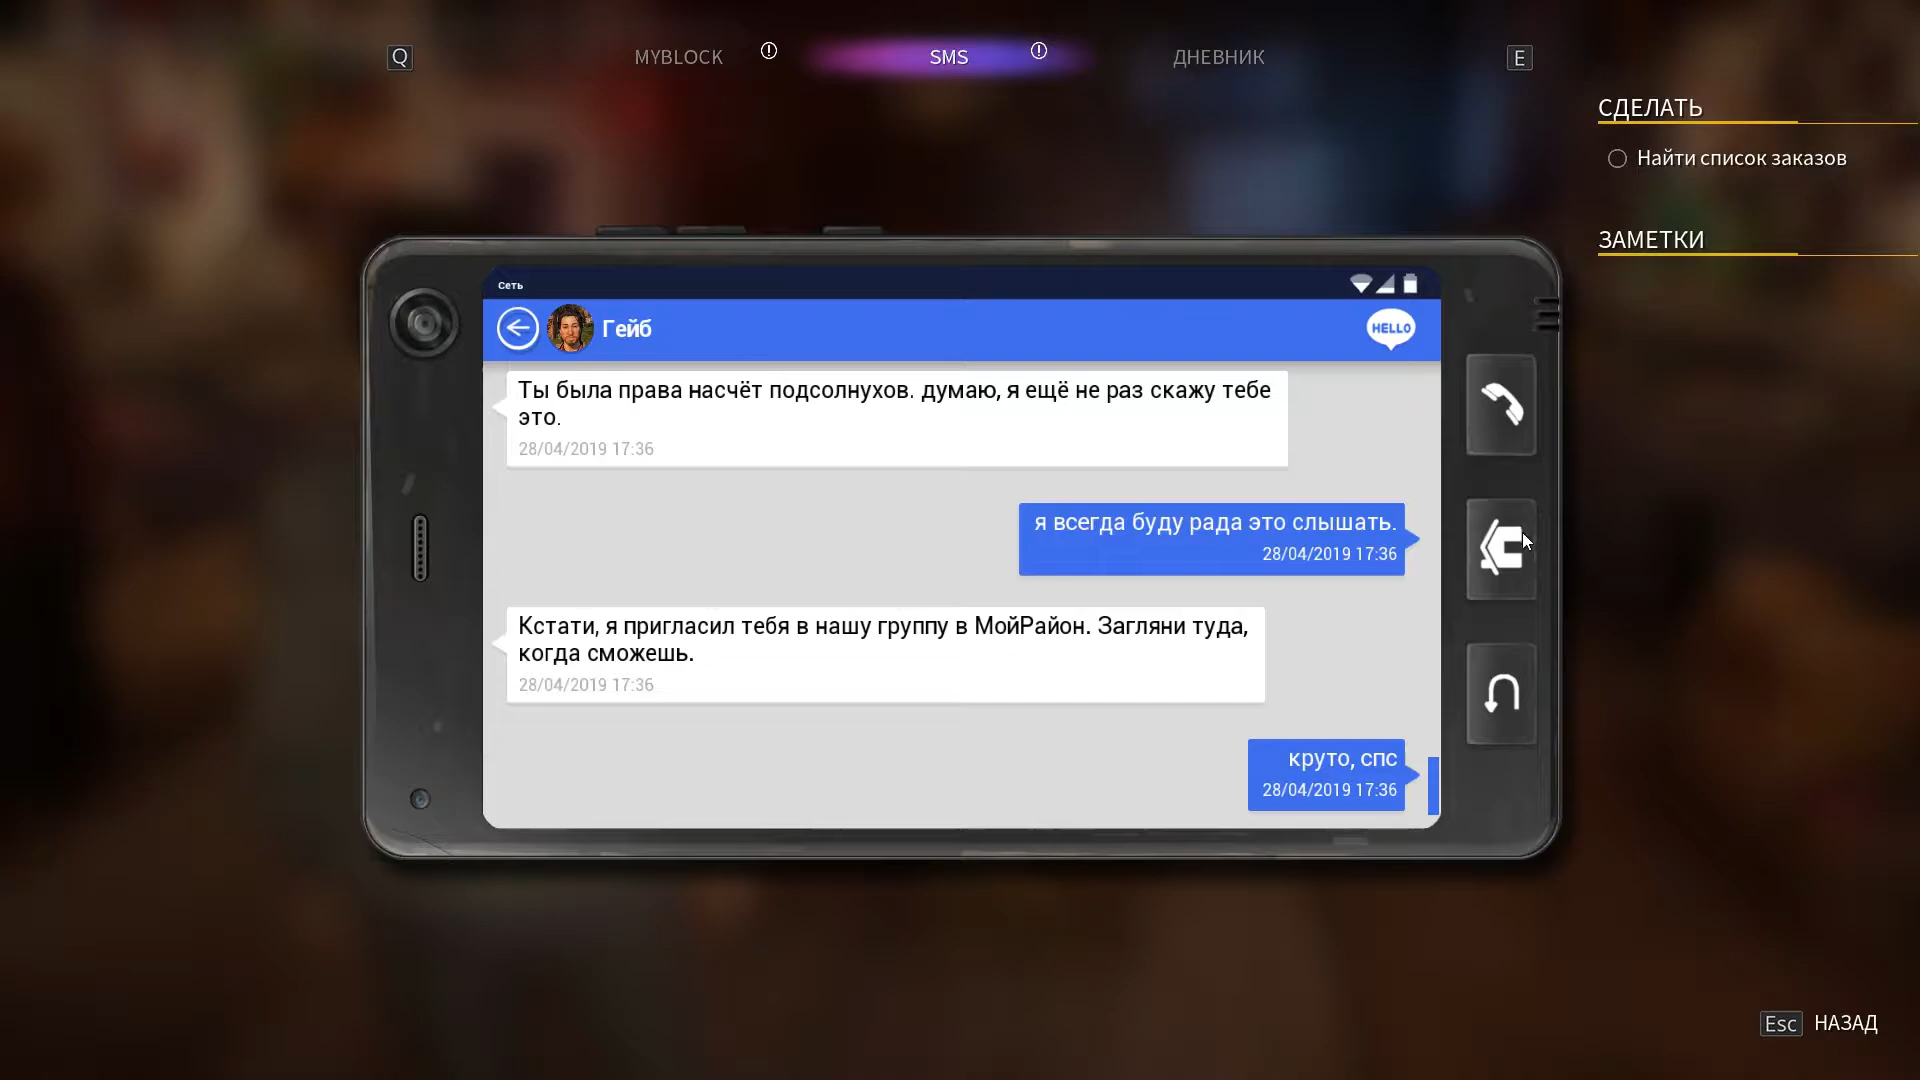 Q
MYBLOCK
SMS
ДНЕВНИК
E
СДЕЛАТЬ
Найти список заказов
ЗАМЕТКИ
Сеть
Гейб
HELLO
Ты была права насчёт подсолнухов. думаю, я ещё не раз скажу тебе
это.
28/04/2019 17:36
я всегда буду рада это слышать.
28/04/2019 17:36
Кстати, я пригласил тебя в нашу группу в МойРайон. Загляни туда,
когда сможешь.
28/04/2019 17:36
круто, спс
28/04/2019 17:36
Esc НАЗАД